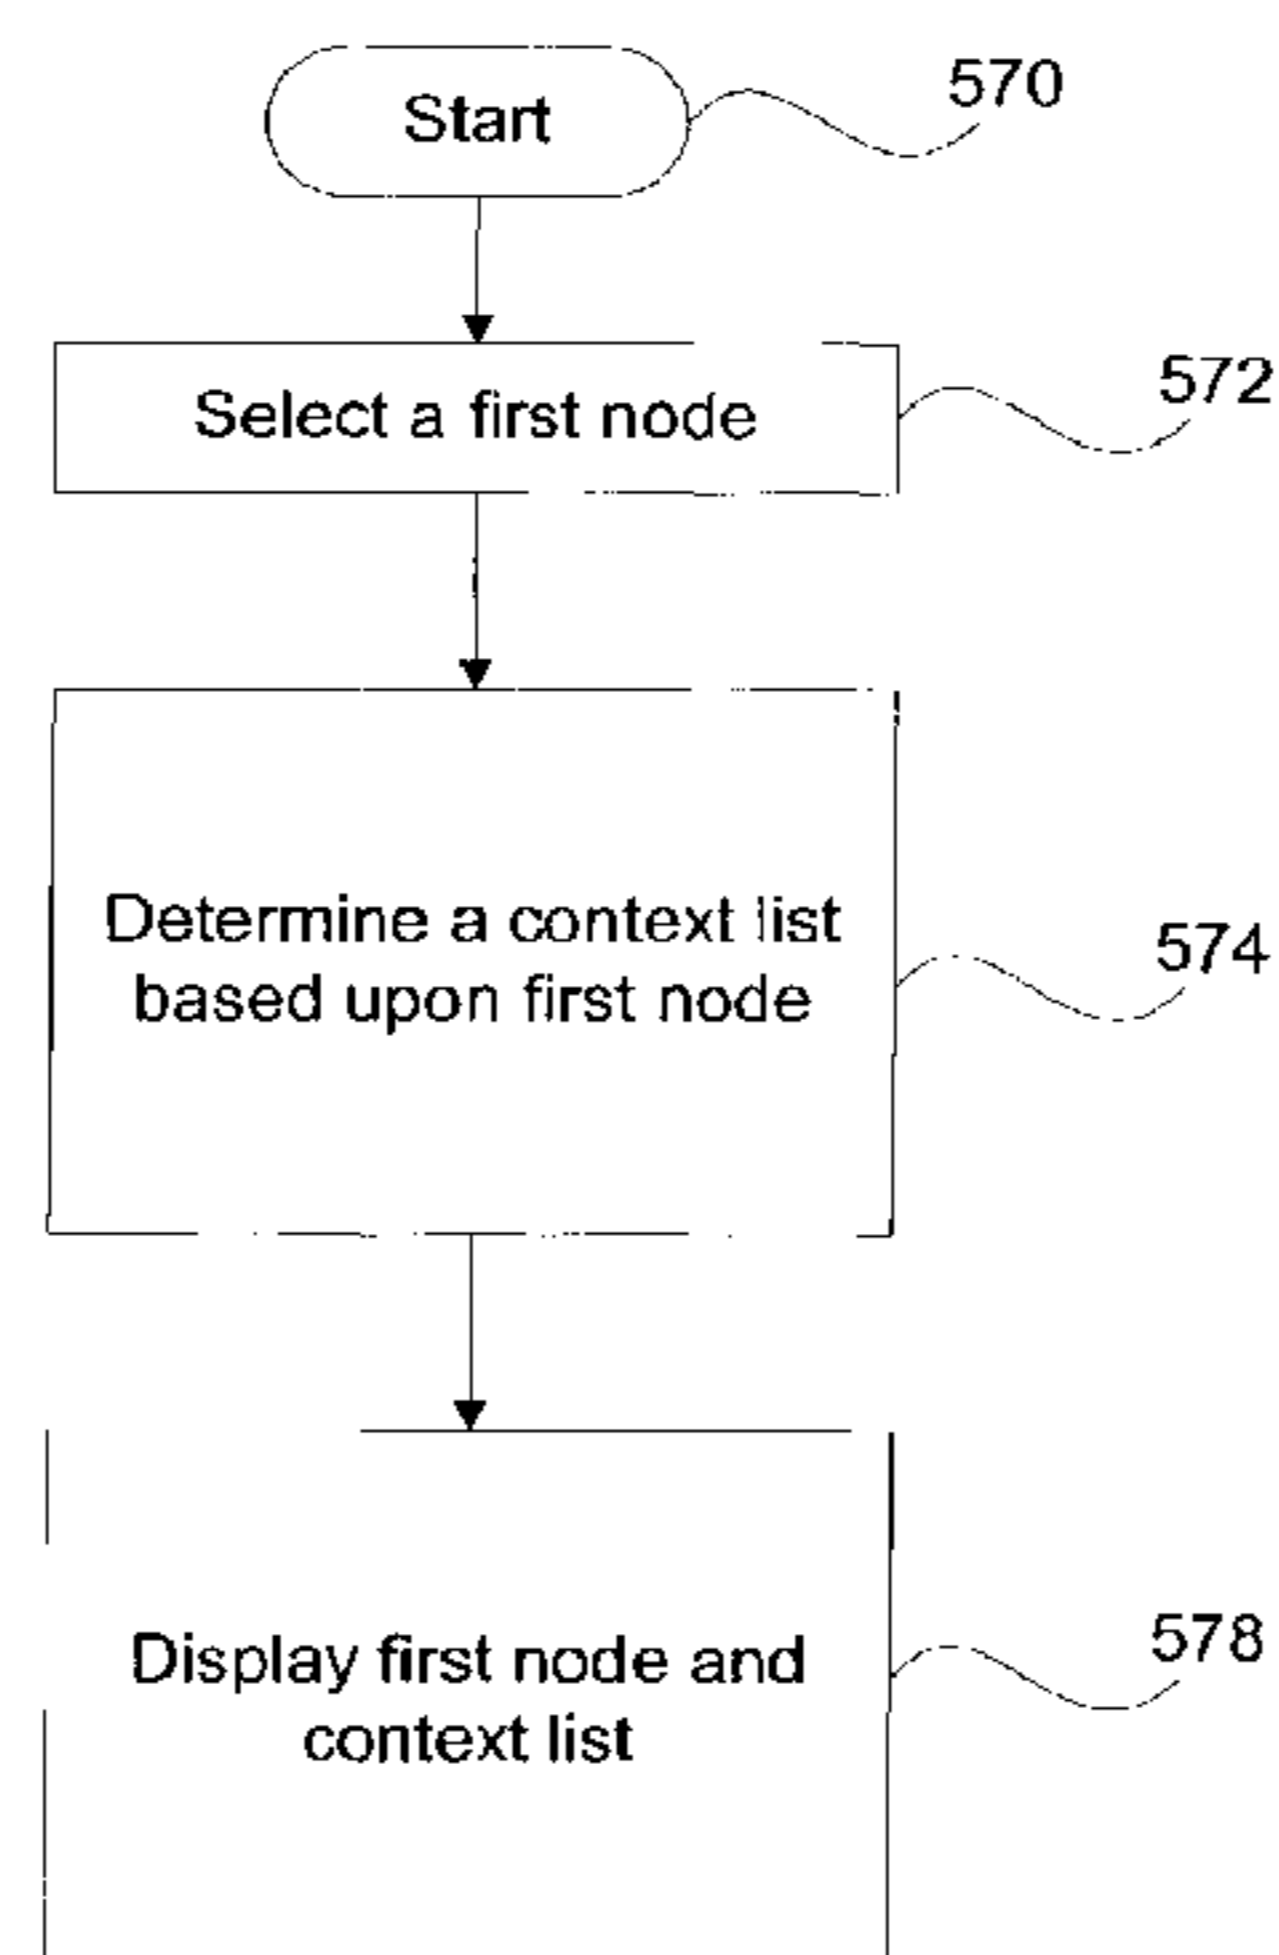 Start
570
Select a first node
572
Determine a context list
based upon first node
574
Display first node and
context list
578